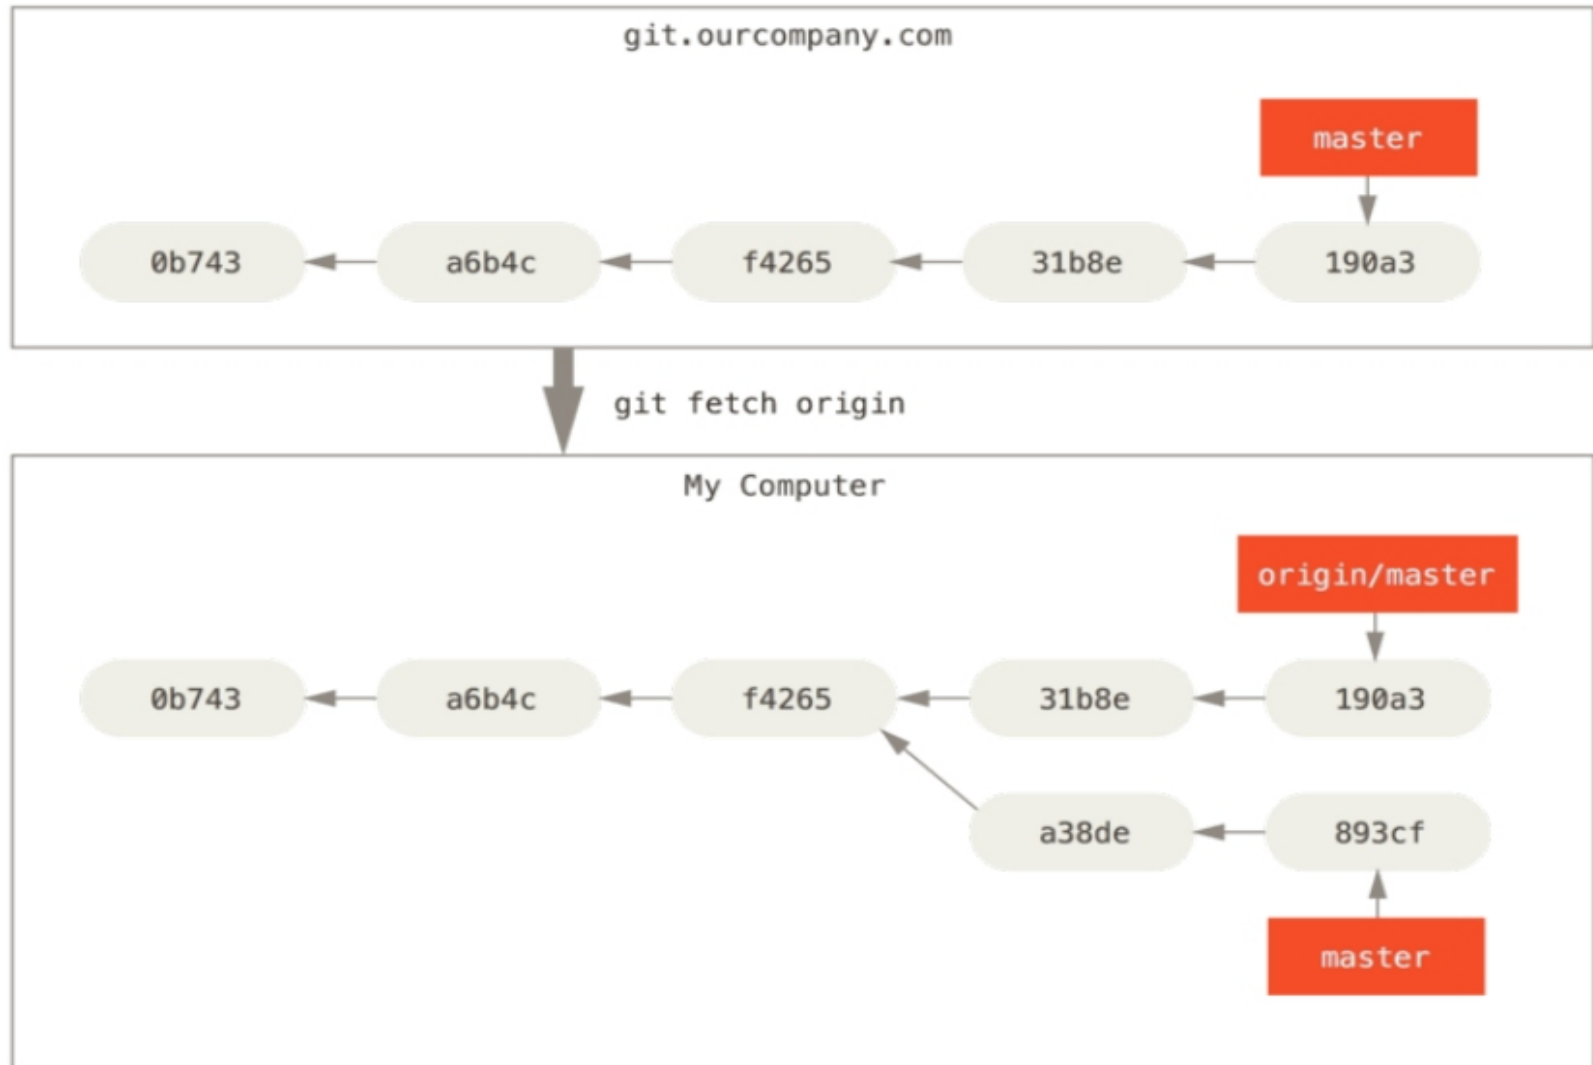 git.ourcompany.com
master
0b743 a6b4c f4265 31b8e 190a3
git fetch origin
My Computer
origin/master
0b743 a6b4c f4265 31b8e 190a3
a38de 893cf
master